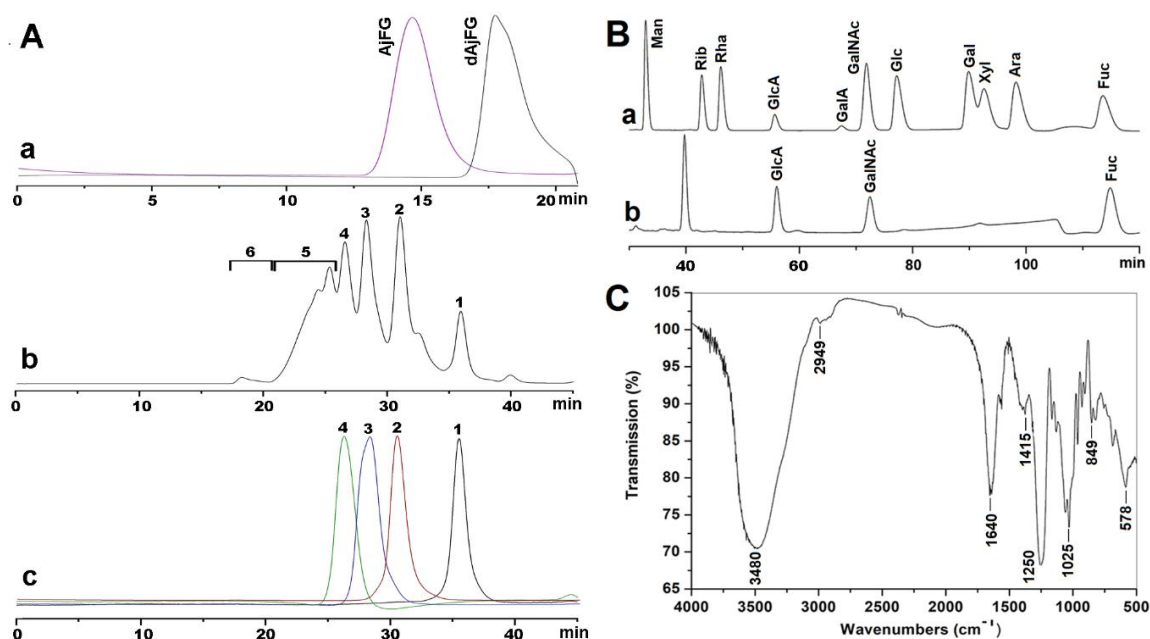 A
AjFG
dAjFG
a
0 5 10 15 20 min
6 5 4 3 2 1
b
0 10 20 30 40 min
4 3 2 1
c
0 10 20 30 40 min
B
Man
Rib
Rha
GlcA
GalA
GalNAc
Glc
Gal
Xyl
Ara
Fuc
a
GlcA
GalNAc
Fuc
b
40 60 80 100 min
C
105
100
95
90
85
80
75
70
65
Transmission (%)
3480
2949
1640
1415
1250
1025
849
578
4000 3500 3000 2500 2000 1500 1000 500
Wavenumbers (cm⁻¹)